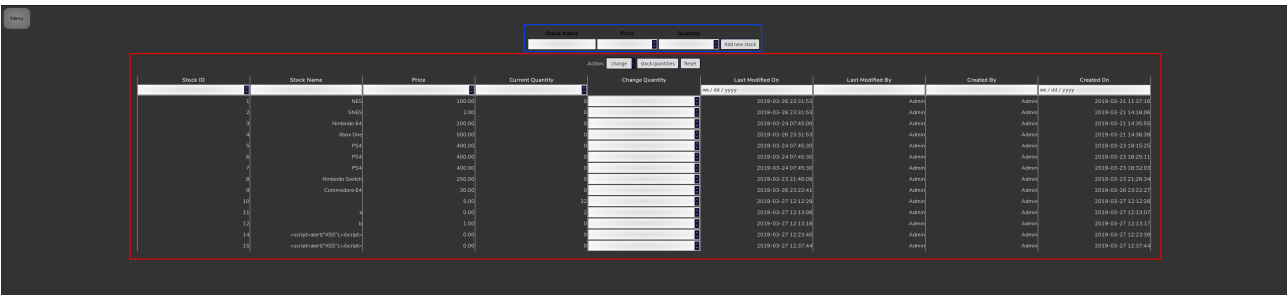 Menu
Stock Name Price Quantity
Add new stock
Action: change stock quantities Reset
Stock ID Stock Name Price Current Quantity Change Quantity Last Modified On Last Modified By Created By Created On
mm / dd / yyyy mm / dd / yyyy
1 NES 100.00 0 2019-03-26 23:31:53 Admin Admin 2019-03-21 11:37:16
2 SNES 2.00 0 2019-03-26 23:31:53 Admin Admin 2019-03-21 14:18:06
3 Nintendo 64 200.00 0 2019-03-24 07:45:00 Admin Admin 2019-03-21 14:35:55
4 Xbox One 500.00 0 2019-03-26 23:31:53 Admin Admin 2019-03-21 14:36:39
5 PS4 400.00 0 2019-03-24 07:45:30 Admin Admin 2019-03-23 18:15:25
6 PS4 400.00 0 2019-03-24 07:45:30 Admin Admin 2019-03-23 18:25:11
7 PS4 400.00 0 2019-03-24 07:45:30 Admin Admin 2019-03-23 18:32:03
8 Nintendo Switch 250.00 0 2019-03-23 21:46:09 Admin Admin 2019-03-23 21:26:34
9 Commodore 64 30.00 0 2019-03-26 23:22:41 Admin Admin 2019-03-26 23:22:27
10 5.00 32 2019-03-27 12:12:29 Admin Admin 2019-03-27 12:12:28
11 a 0.00 2 2019-03-27 12:13:08 Admin Admin 2019-03-27 12:13:07
12 b 1.00 0 2019-03-27 12:13:18 Admin Admin 2019-03-27 12:13:17
14 <script>alert("XSS");</script> 0.00 0 2019-03-27 12:23:40 Admin Admin 2019-03-27 12:23:39
15 <script>alert("XSS");</script> 0.00 0 2019-03-27 12:37:44 Admin Admin 2019-03-27 12:37:44